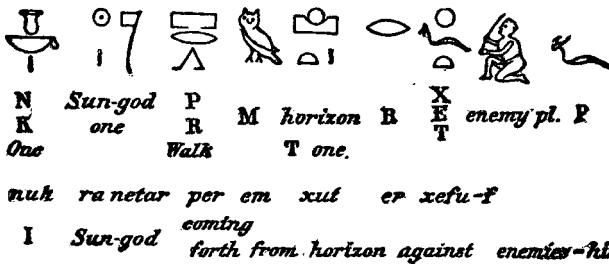 N Sun-god P M horizon R X E T enemy pl. F
K one R
One Walk T one.
nuk ra netar per em xut er xefu-f
I Sun-god coming
forth from horizon against enemies-hi